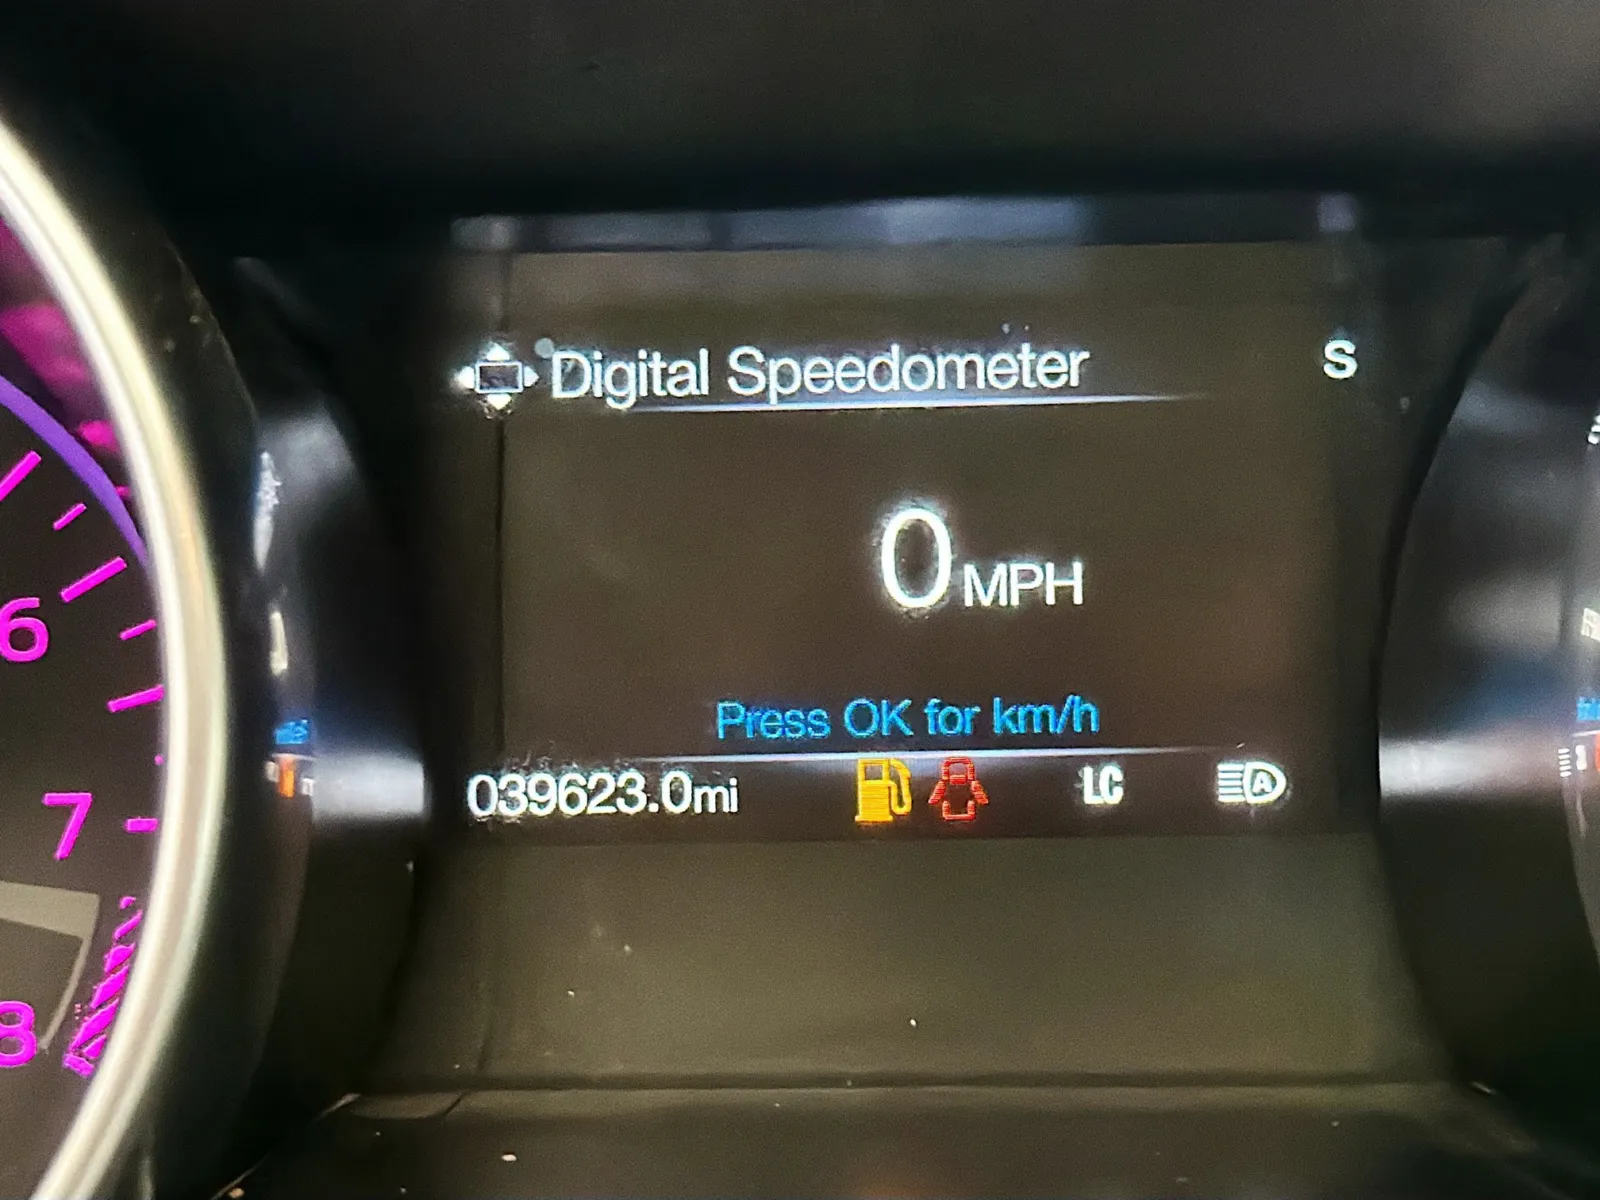 Digital Speedometer
S
0 MPH
Press OK for km/h
039623.0mi
LC
A
6
7
8